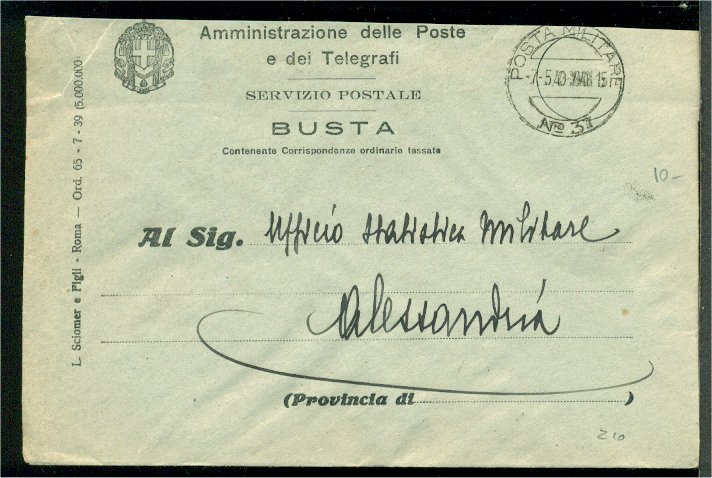 Amministrazione delle Poste
e dei Telegrafi
SERVIZIO POSTALE
BUSTA
Contenente Corrispondenze ordinarie tassate
POSTA MILITARE
-7-5.40 XVIII 15
Nº 31
10-
Al Sig. Ufficio Statistica Militare
Alessandria
(Provincia di )
L. Sciomer e Figli - Roma — Ord. 65 - 7 - 39 (5.000.000)